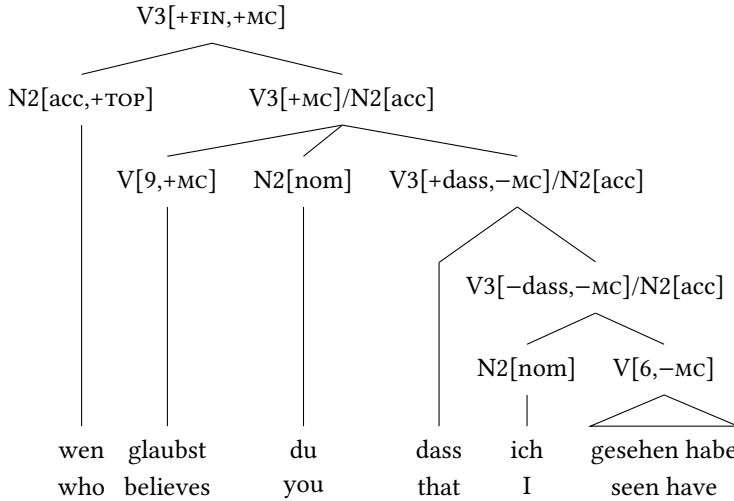 V3[+FIN,+MC]
N2[acc,+TOP] V3[+MC]/N2[acc]
V[9,+MC] N2[nom] V3[+dass,−MC]/N2[acc]
V3[−dass,−MC]/N2[acc]
N2[nom] V[6,−MC]
wen glaubst du dass ich gesehen habe
who believes you that I seen have